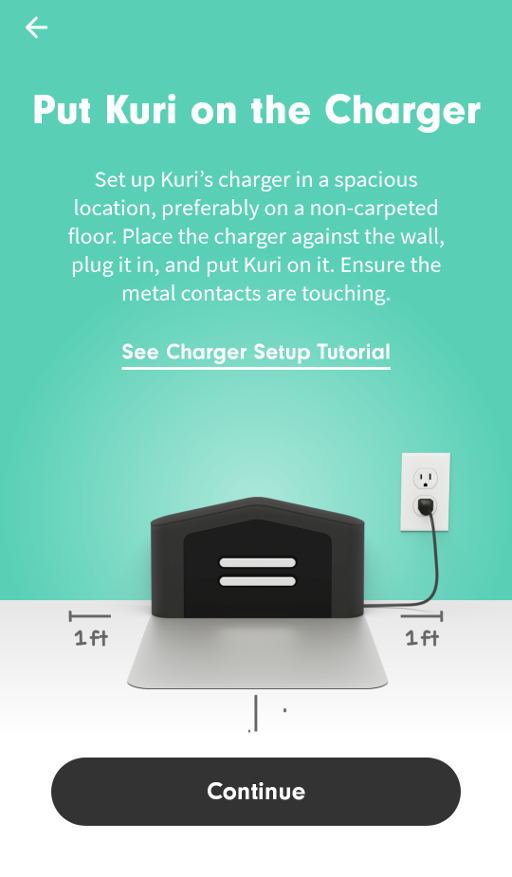 Put Kuri on the Charger
Set up Kuri’s charger in a spacious
location, preferably on a non-carpeted
floor. Place the charger against the wall,
plug it in, and put Kuri on it. Ensure the
metal contacts are touching.
See Charger Setup Tutorial
1 ft
1 ft
Continue